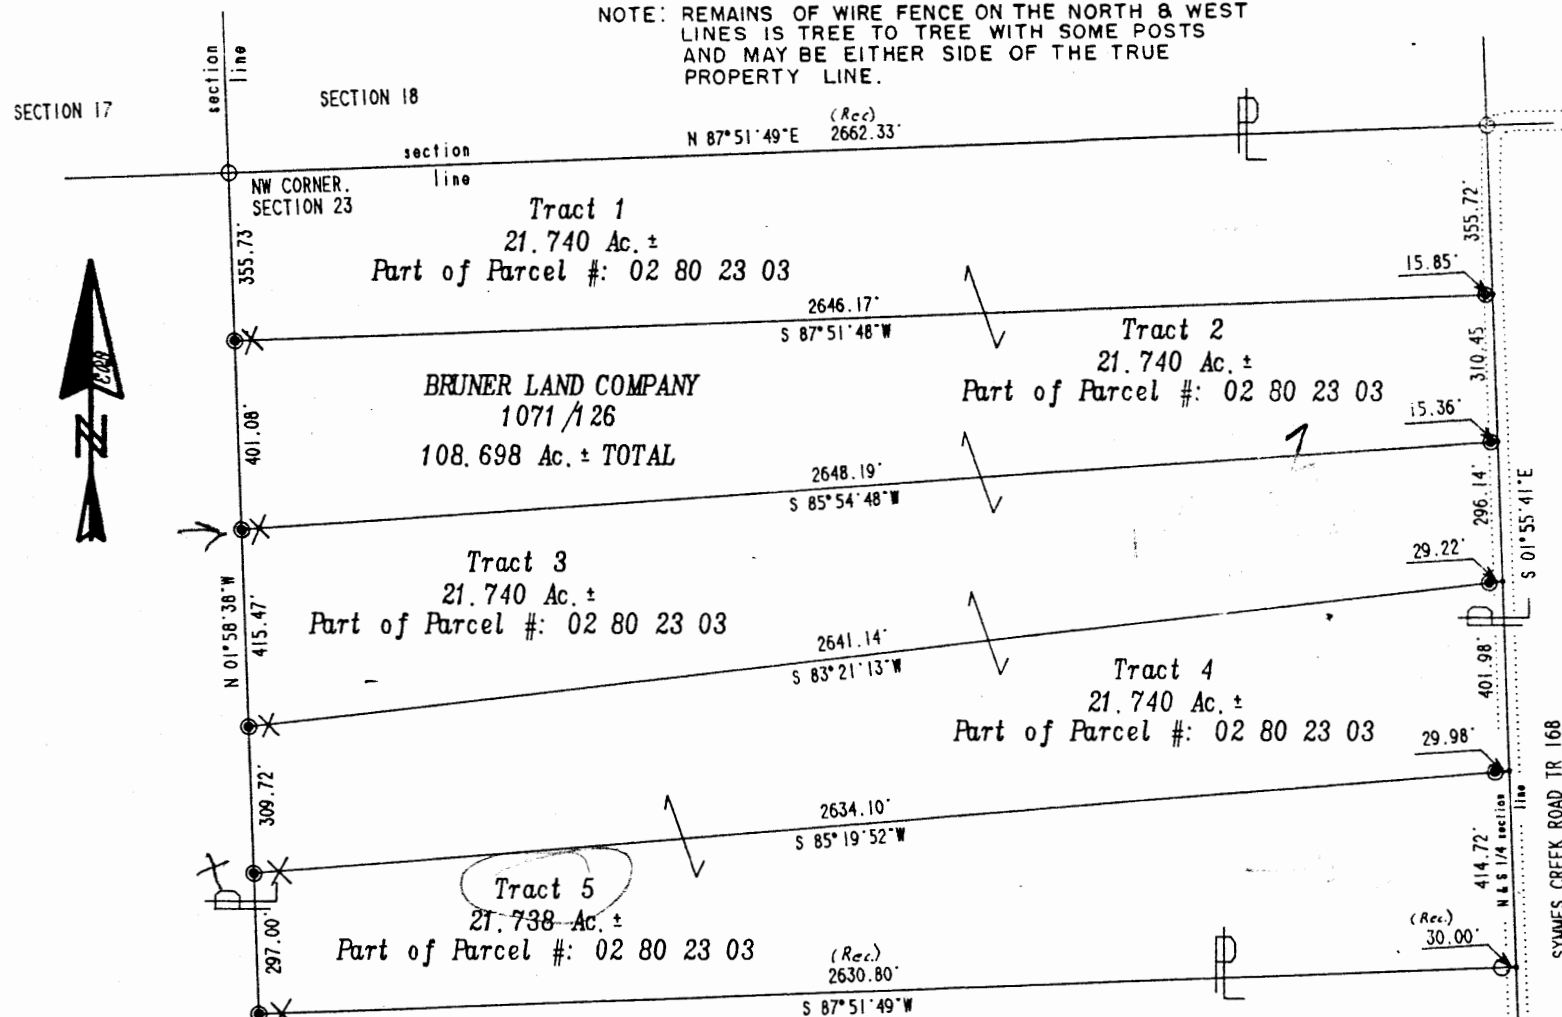 NOTE: REMAINS OF WIRE FENCE ON THE NORTH & WEST
LINES IS TREE TO TREE WITH SOME POSTS
AND MAY BE EITHER SIDE OF THE TRUE
PROPERTY LINE.
section
line
SECTION 17
SECTION 18
(Rec)
N 87°51'49"E 2662.33'
PL
section
line
NW CORNER.
SECTION 23
Tract 1
21.740 Ac. ±
Part of Parcel #: 02 80 23 03
355.73'
355.72'
15.85'
2646.17'
S 87°51'48"W
Tract 2
21.740 Ac. ±
Part of Parcel #: 02 80 23 03
310.45
BRUNER LAND COMPANY
1071/126
108.698 Ac. ± TOTAL
401.08'
15.36'
N
2648.19'
S 85°54'48"W
296.14'
S 01°55'41"E
Tract 3
21.740 Ac. ±
Part of Parcel #: 02 80 23 03
29.22'
N 01°58'38"W
415.47'
PL
2641.14'
S 83°21'13"W
Tract 4
21.740 Ac. ±
Part of Parcel #: 02 80 23 03
401.98'
29.98'
309.72'
2634.10'
S 85°19'52"W
N & S 1/4 section
line
SYMMES CREEK ROAD TR 168
414.72'
PL
Tract 5
21.738 Ac. ±
Part of Parcel #: 02 80 23 03
297.00'
(Rec.)
30.00'
(Rec.)
2630.80'
S 87°51'49"W
PL